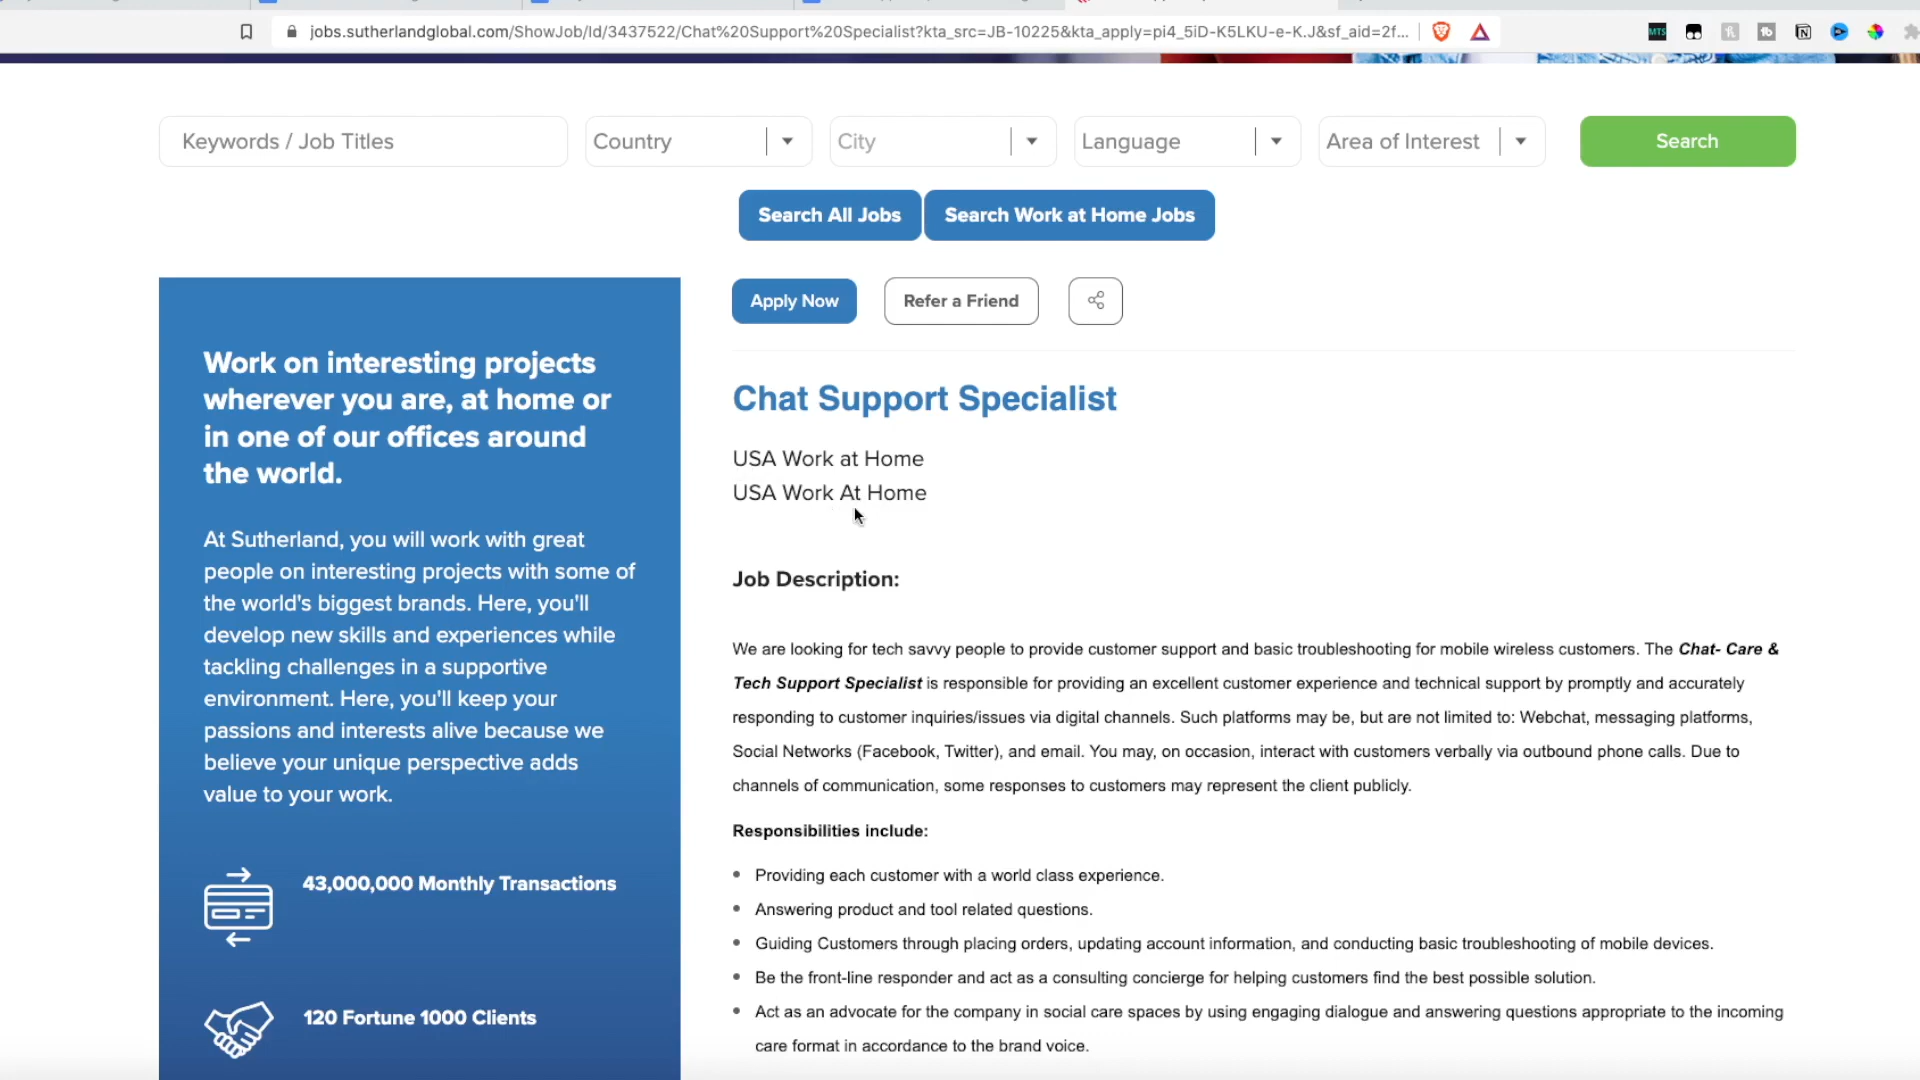 jobs.sutherlandglobal.com/ShowJob/Id/3437522/Chat%20Support%20Specialist?kta_src=JB-10225&kta_apply=pi4_5iD-K5LKU-e-K.J&sf_aid=2f...
MTS
Keywords / Job Titles
Country
City
Language
Area of Interest
Search
Search All Jobs
Search Work at Home Jobs
Apply Now
Refer a Friend
Work on interesting projects
wherever you are, at home or
in one of our offices around
the world.
At Sutherland, you will work with great
people on interesting projects with some of
the world's biggest brands. Here, you'll
develop new skills and experiences while
tackling challenges in a supportive
environment. Here, you'll keep your
passions and interests alive because we
believe your unique perspective adds
value to your work.
43,000,000 Monthly Transactions
120 Fortune 1000 Clients
Chat Support Specialist
USA Work at Home
USA Work At Home
Job Description:
We are looking for tech savvy people to provide customer support and basic troubleshooting for mobile wireless customers. The Chat- Care &
Tech Support Specialist is responsible for providing an excellent customer experience and technical support by promptly and accurately
responding to customer inquiries/issues via digital channels. Such platforms may be, but are not limited to: Webchat, messaging platforms,
Social Networks (Facebook, Twitter), and email. You may, on occasion, interact with customers verbally via outbound phone calls. Due to
channels of communication, some responses to customers may represent the client publicly.
Responsibilities include:
• Providing each customer with a world class experience.
• Answering product and tool related questions.
• Guiding Customers through placing orders, updating account information, and conducting basic troubleshooting of mobile devices.
• Be the front-line responder and act as a consulting concierge for helping customers find the best possible solution.
• Act as an advocate for the company in social care spaces by using engaging dialogue and answering questions appropriate to the incoming
care format in accordance to the brand voice.